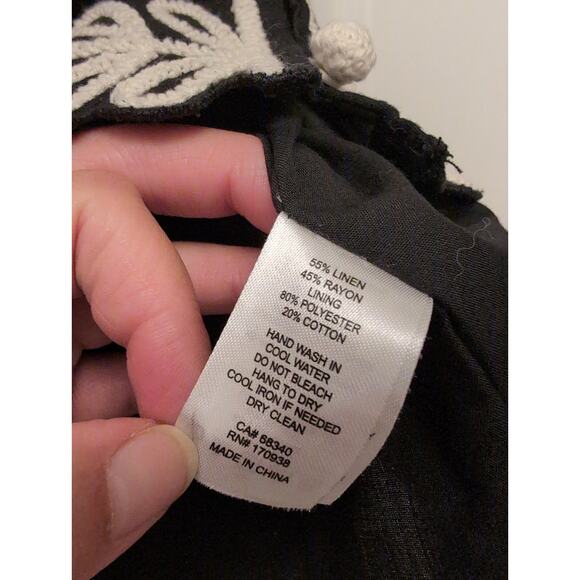 55% LINEN
45% RAYON
LINING
80% POLYESTER
20% COTTON
HAND WASH IN
COOL WATER
DO NOT BLEACH
HANG TO DRY
COOL IRON IF NEEDED
DRY CLEAN
CA# 68340
RN# 170938
MADE IN CHINA